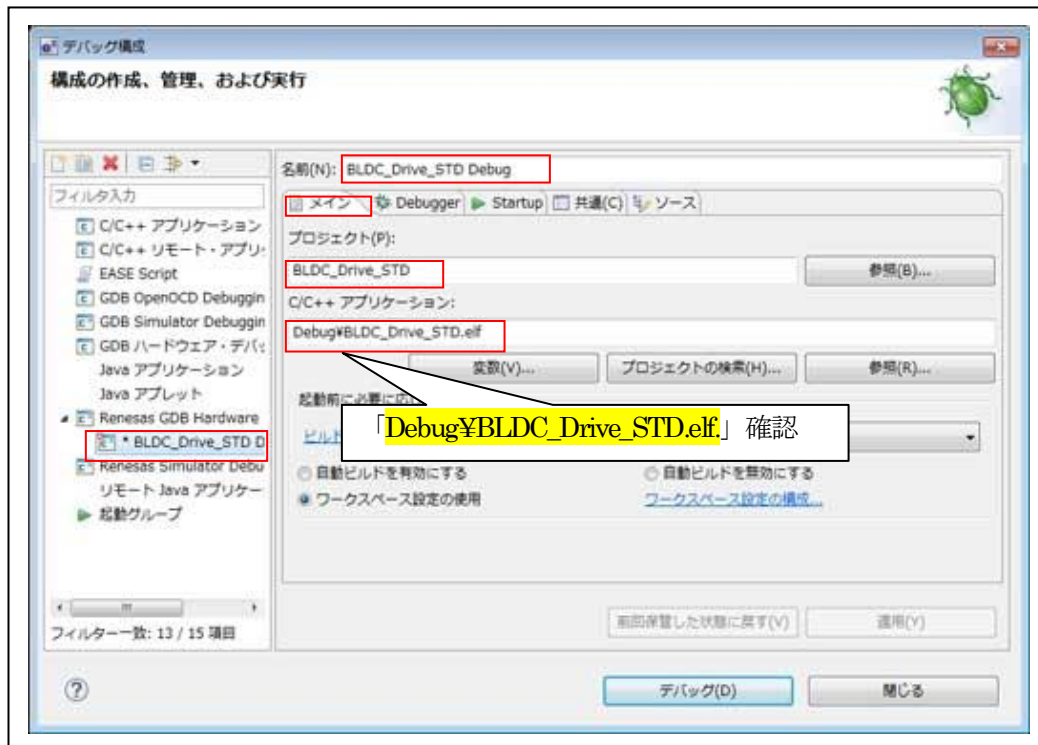 デバッグ構成
構成の作成、管理、および実行
名前(N): BLDC_Drive_STD Debug
フィルタ入力
メイン Debugger Startup 共通(C) ソース
C/C++ アプリケーション
C/C++ リモート・アプリ
EASE Script
GDB OpenOCD Debuggin
GDB Simulator Debuggin
GDB ハードウェア・デバ
Java アプリケーション
Java アプレット
Renesas GDB Hardware
* BLDC_Drive_STD D
Renesas Simulator Debu
リモート Java アプリケー
起動グループ
フィルター一致: 13 / 15 項目
プロジェクト(P):
BLDC_Drive_STD
参照(B)...
C/C++ アプリケーション:
Debug¥BLDC_Drive_STD.elf
変数(V)...
プロジェクトの検索(H)...
参照(R)...
起動前に必要に応
ビルド
「Debug¥BLDC_Drive_STD.elf.」確認
自動ビルドを有効にする
自動ビルドを無効にする
ワークスペース設定の使用
ワークスペース設定の構成...
前回保管した状態に戻す(V)
適用(Y)
デバッグ(D)
閉じる